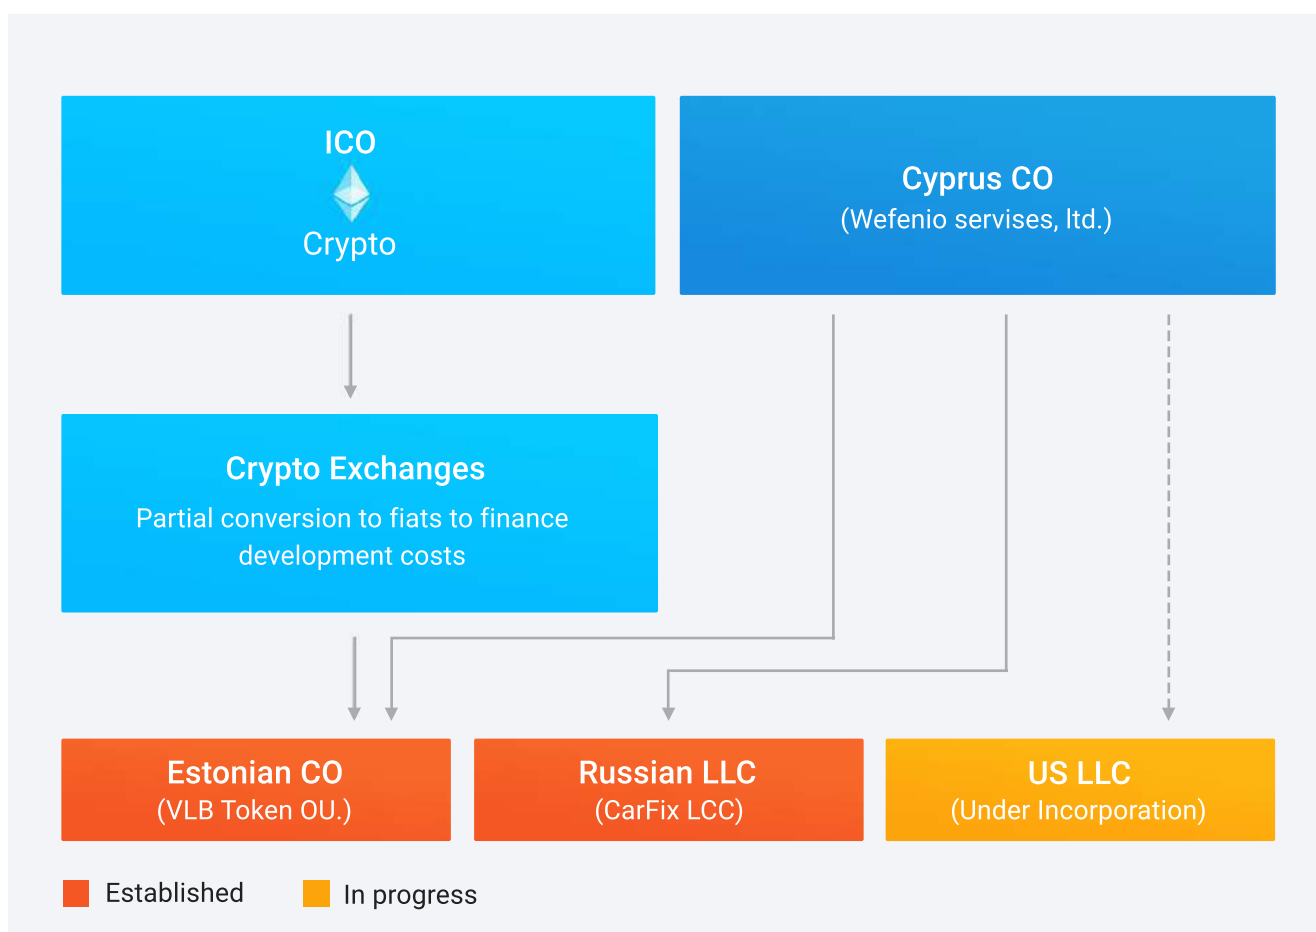 ICO
Crypto
Cyprus CO
(Wefenio servises, ltd.)
Crypto Exchanges
Partial conversion to fiats to finance
development costs
Estonian CO
(VLB Token OU.)
Russian LLC
(CarFix LCC)
US LLC
(Under Incorporation)
Established
In progress